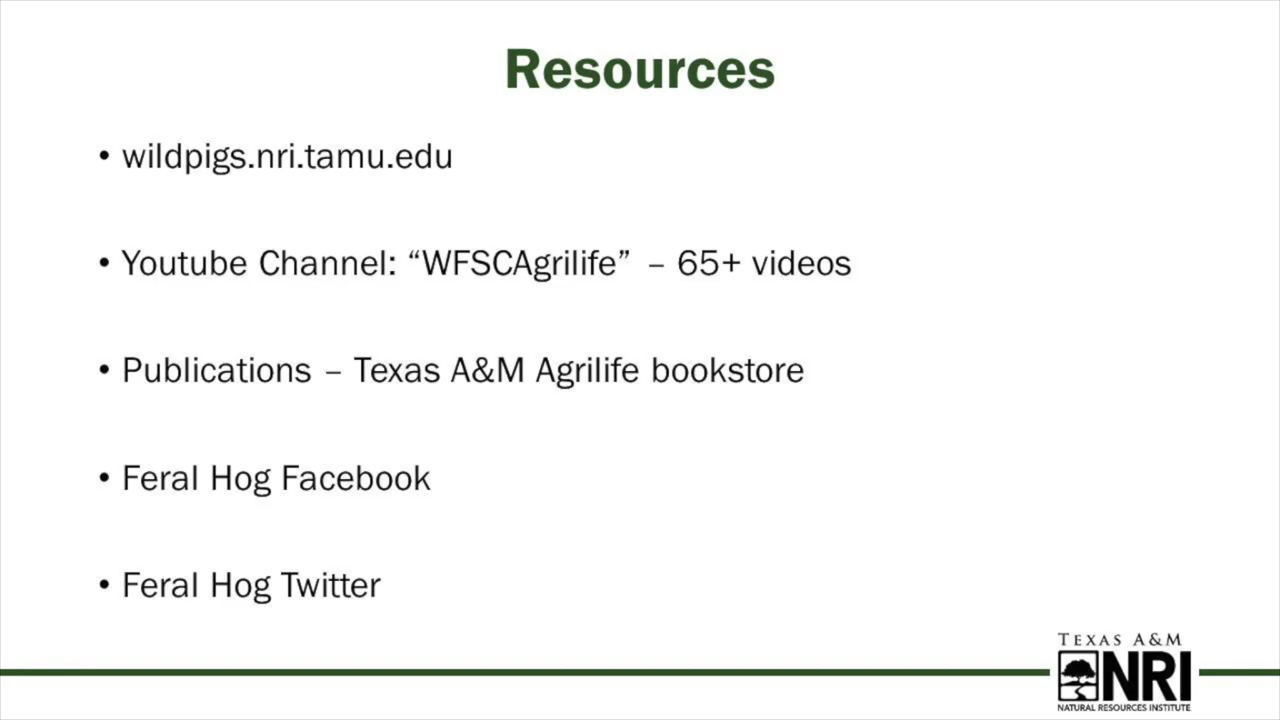 Resources
• wildpigs.nri.tamu.edu
• Youtube Channel: “WFSCAgrilife” – 65+ videos
• Publications – Texas A&M Agrilife bookstore
• Feral Hog Facebook
• Feral Hog Twitter
TEXAS A&M
NRI
NATURAL RESOURCES INSTITUTE